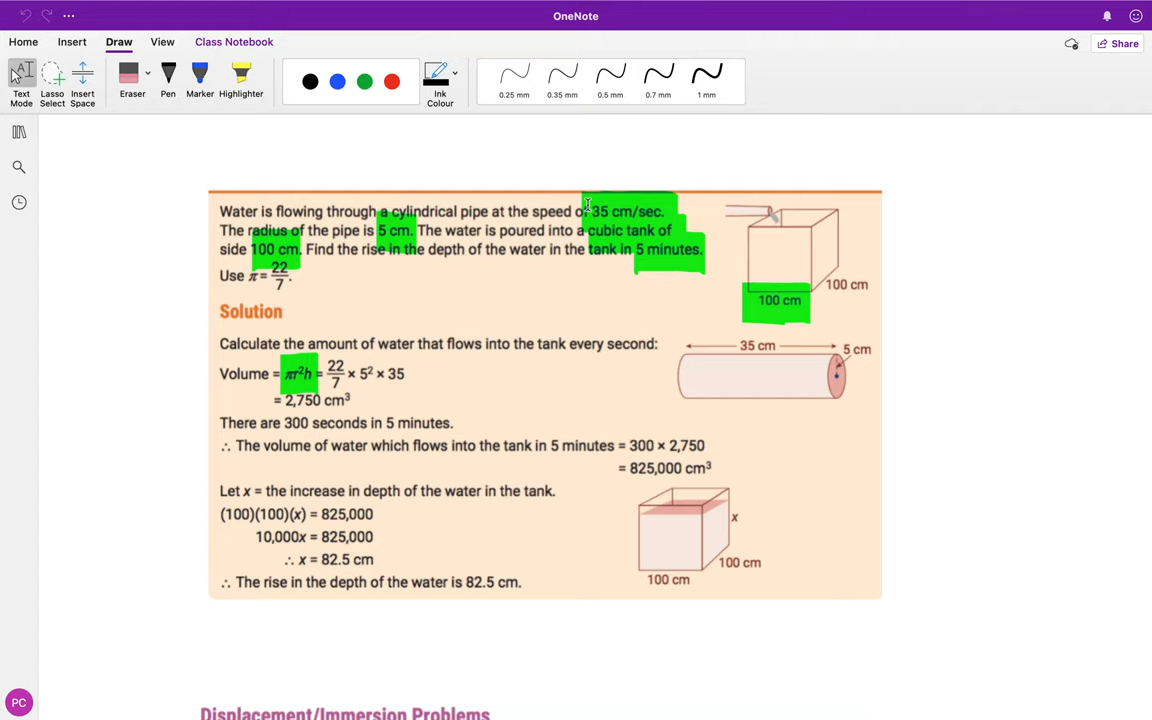 OneNote
Home Insert Draw View Class Notebook
Share
Text Mode
Lasso Select
Insert Space
Eraser
Pen
Marker
Highlighter
Ink Colour
0.25 mm 0.35 mm 0.5 mm 0.7 mm 1 mm
Water is flowing through a cylindrical pipe at the speed of 35 cm/sec.
The radius of the pipe is 5 cm. The water is poured into a cubic tank of
side 100 cm. Find the rise in the depth of the water in the tank in 5 minutes.
Use π = 22/7.
100 cm
100 cm
Solution
Calculate the amount of water that flows into the tank every second:
Volume = πr²h = 22/7 × 5² × 35
= 2,750 cm³
35 cm
5 cm
There are 300 seconds in 5 minutes.
∴ The volume of water which flows into the tank in 5 minutes = 300 × 2,750
= 825,000 cm³
Let x = the increase in depth of the water in the tank.
(100)(100)(x) = 825,000
10,000x = 825,000
∴ x = 82.5 cm
∴ The rise in the depth of the water is 82.5 cm.
x
100 cm
100 cm
PC
Displacement/Immersion Problems